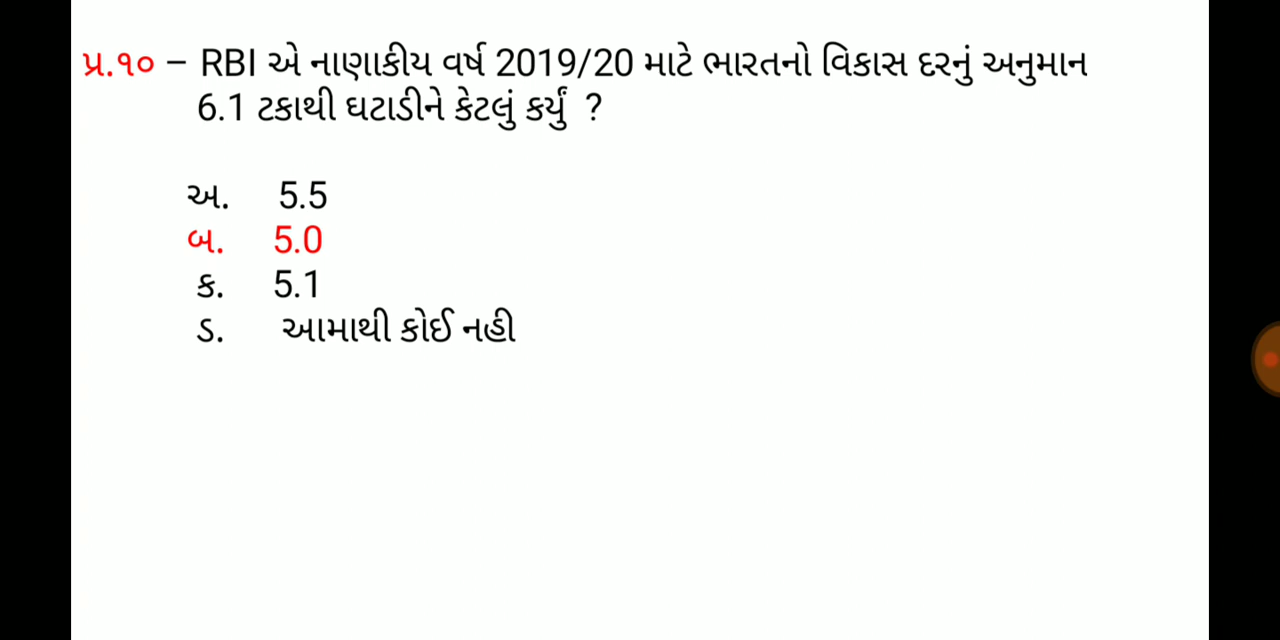 પ્ર.૧૦ – RBI એ નાણાકીય વર્ષ 2019/20 માટે ભારતનો વિકાસ દરનું અનુમાન
6.1 ટકાથી ઘટાડીને કેટલું કર્યું ?
અ. 5.5
બ. 5.0
ક. 5.1
ડ. આમાથી કોઈ નહી